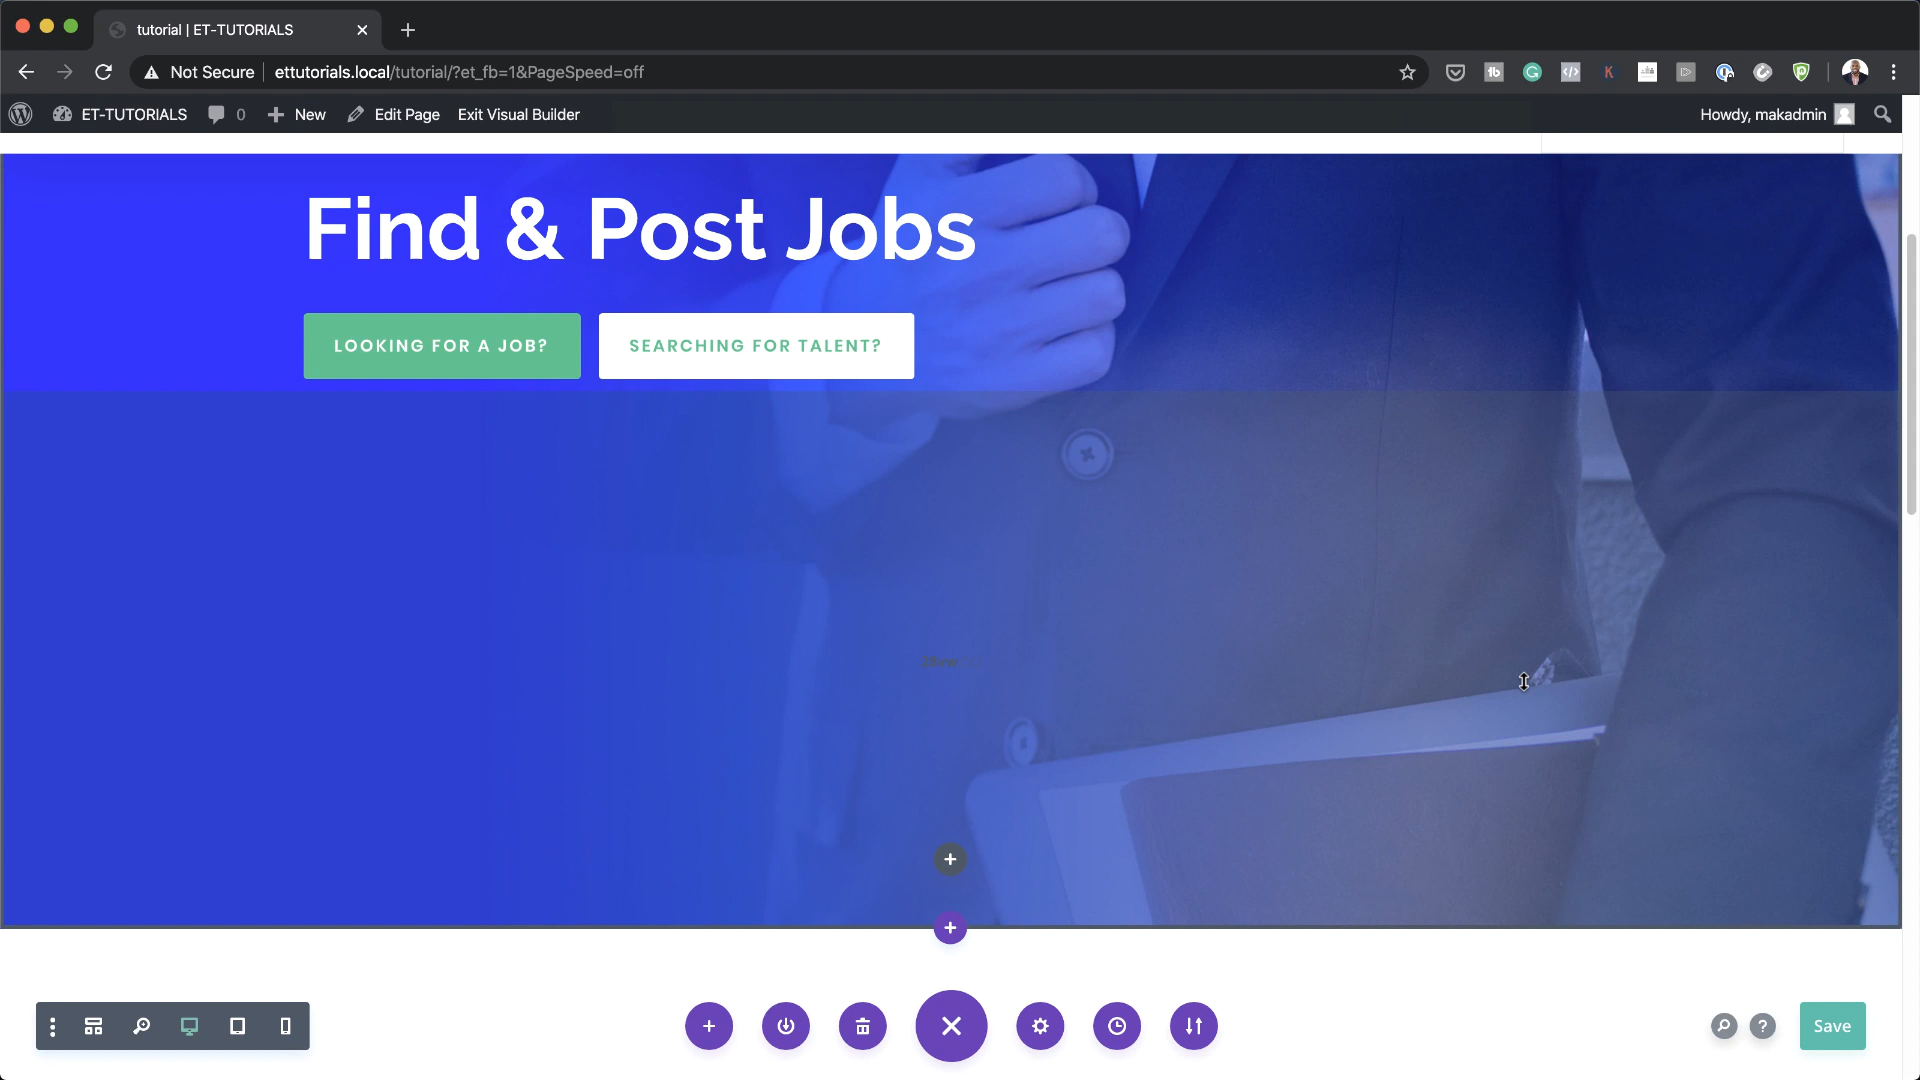 tutorial | ET-TUTORIALS
Not Secure
ettutorials.local/tutorial/?et_fb=1&PageSpeed=off
ET-TUTORIALS
0
New
Edit Page
Exit Visual Builder
Howdy, makadmin
Find & Post Jobs
LOOKING FOR A JOB?
SEARCHING FOR TALENT?
Save